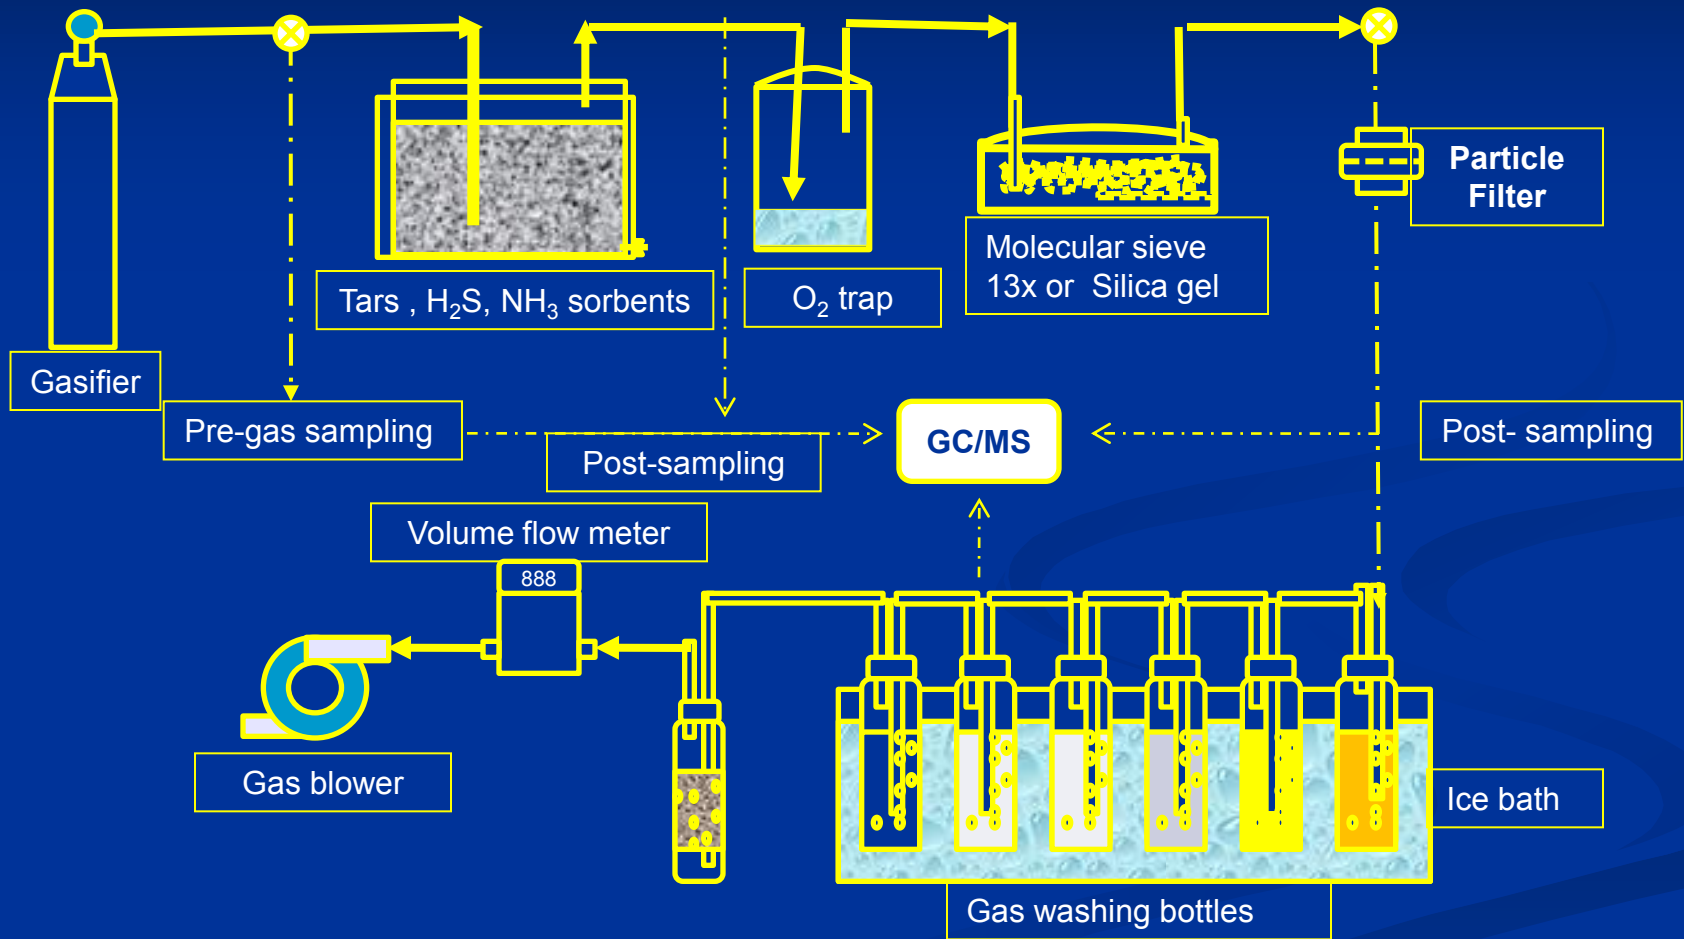 Particle
Filter
Molecular sieve
13x or  Silica gel
Tars , H₂S, NH₃ sorbents
O₂ trap
Gasifier
Pre-gas sampling
GC/MS
Post- sampling
Post-sampling
Volume flow meter
888
Gas blower
Ice bath
Gas washing bottles